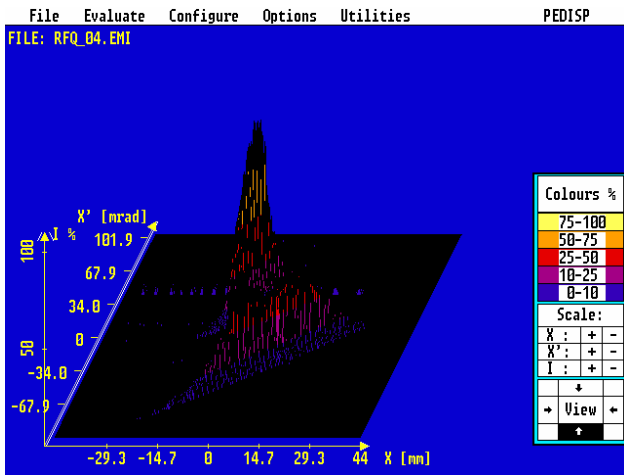 File Evaluate Configure Options Utilities PEDISP
FILE: RFQ_04.EMI
X' [mrad]
I %
101.9
67.9
34.0
0
-34.0
-67.9
100
50
-29.3 -14.7 0 14.7 29.3 44 X [mm]
Colours %
75-100
50-75
25-50
10-25
0-10
Scale:
X : + -
X': + -
I : + -
View